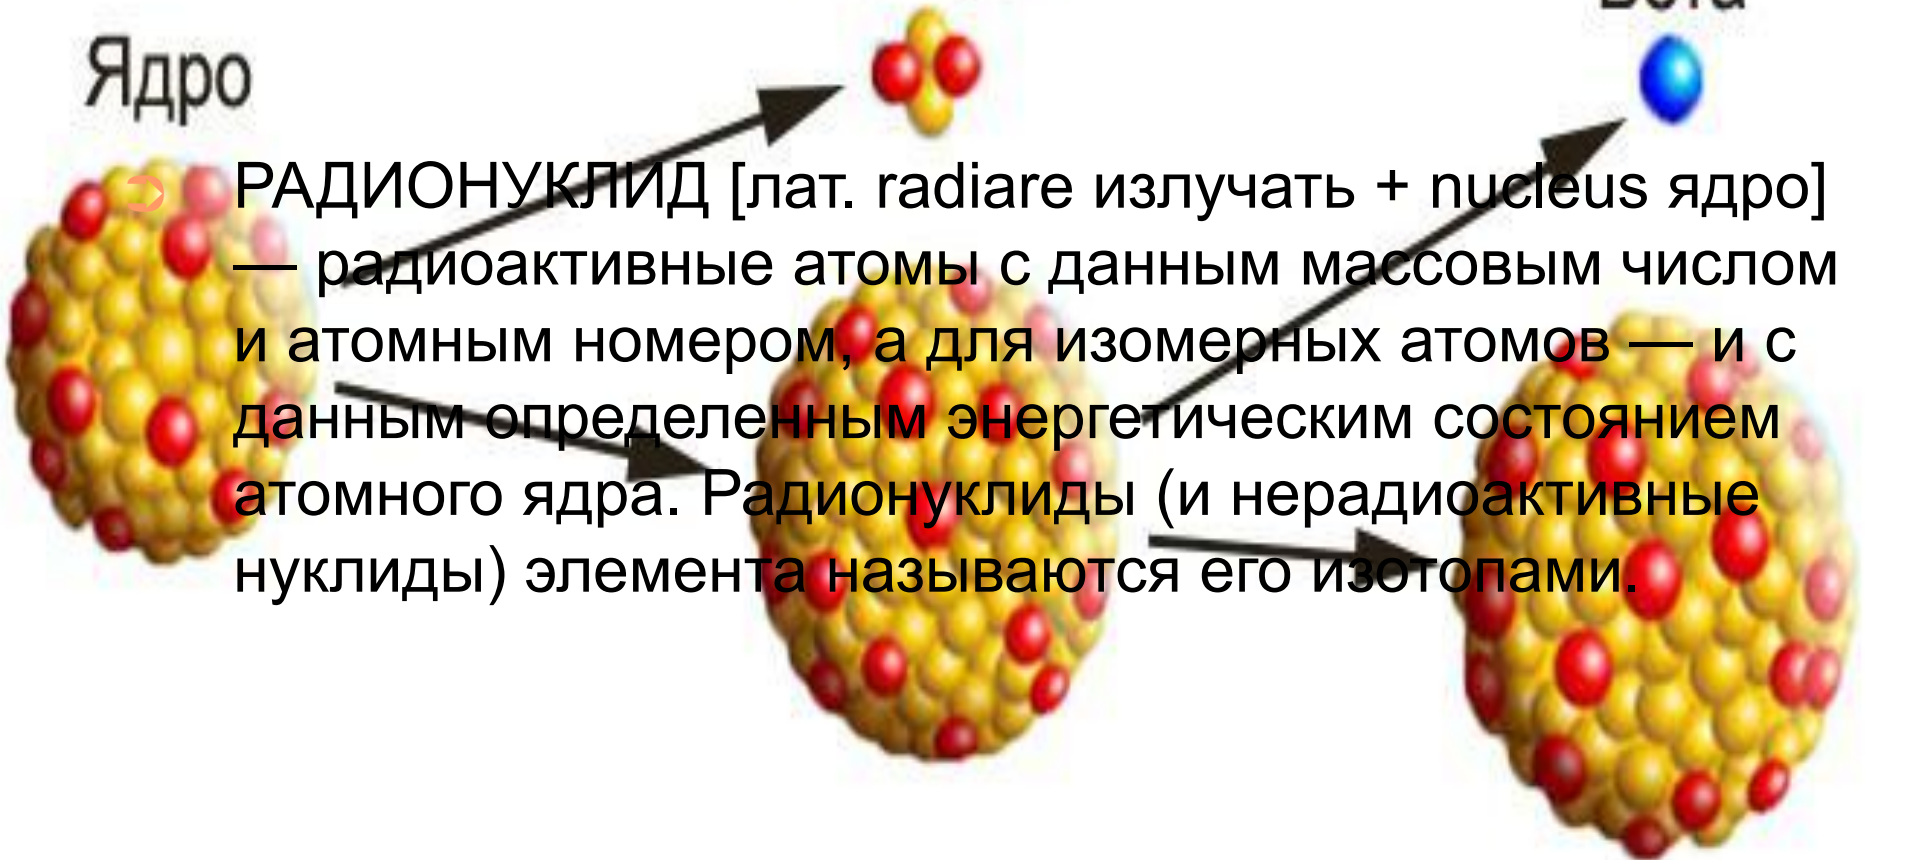 Ядро
РАДИОНУКЛИД [лат. radiare излучать + nucleus ядро]
— радиоактивные атомы с данным массовым числом
и атомным номером, а для изомерных атомов — и с
данным определенным энергетическим состоянием
атомного ядра. Радионуклиды (и нерадиоактивные
нуклиды) элемента называются его изотопами.